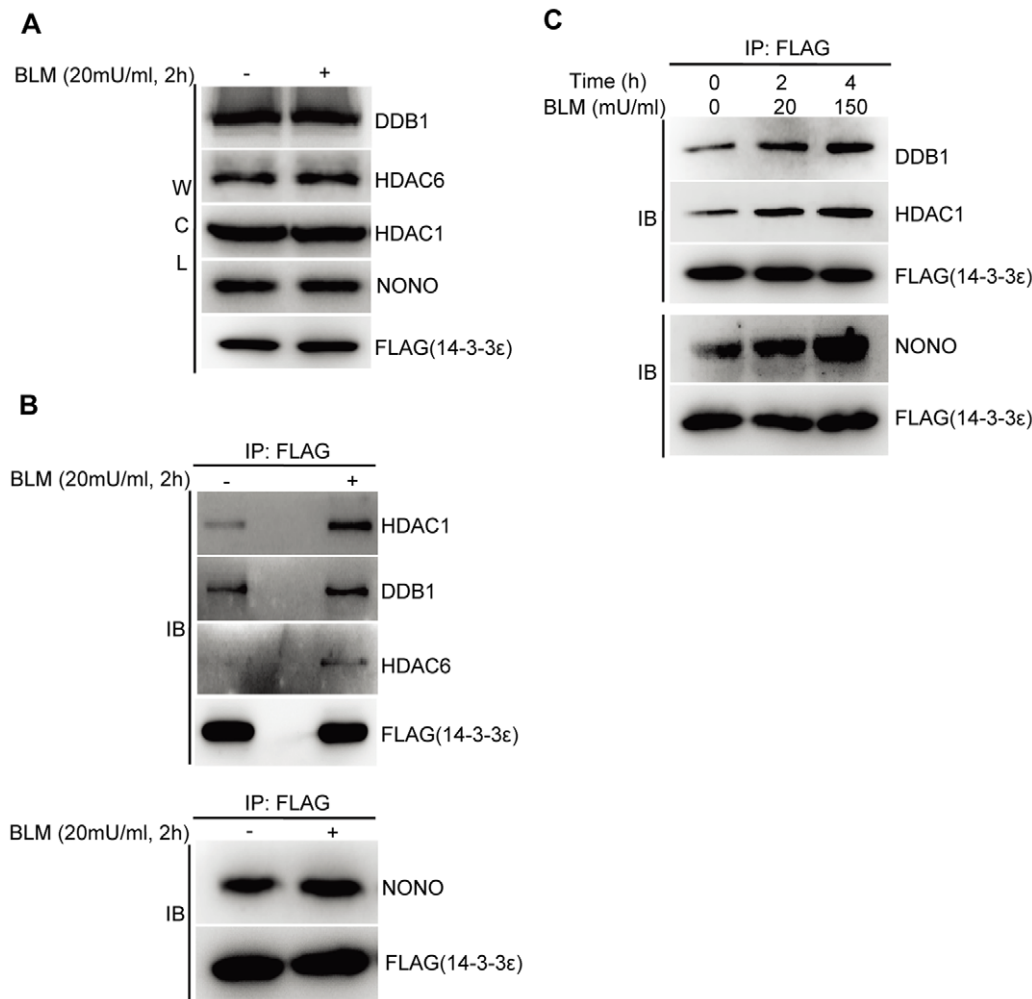 A
BLM (20mU/ml, 2h) - +
DDB1
HDAC6
W
C
HDAC1
L
NONO
FLAG(14-3-3ε)
B
IP: FLAG
BLM (20mU/ml, 2h) - +
HDAC1
DDB1
IB
HDAC6
FLAG(14-3-3ε)
IP: FLAG
BLM (20mU/ml, 2h) - +
NONO
IB
FLAG(14-3-3ε)
C
IP: FLAG
Time (h) 0 2 4
BLM (mU/ml) 0 20 150
DDB1
IB HDAC1
FLAG(14-3-3ε)
NONO
IB
FLAG(14-3-3ε)